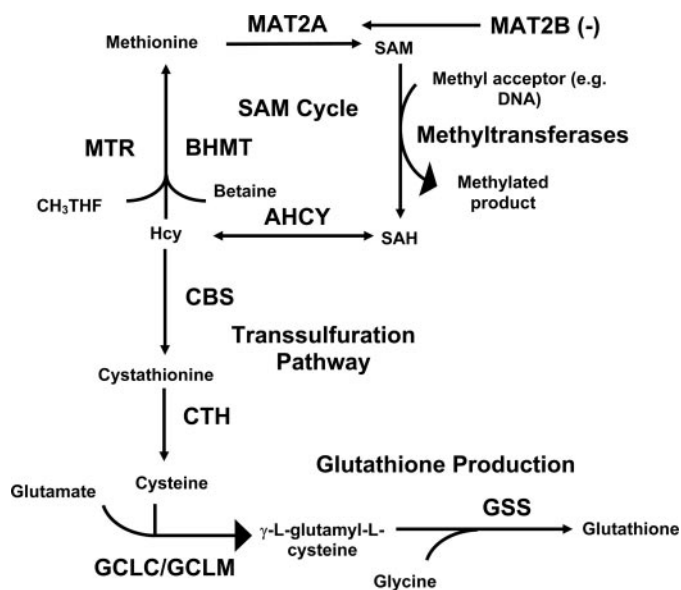 MAT2A
MAT2B (-)
Methionine
SAM
Methyl acceptor (e.g.
DNA)
SAM Cycle
Methyltransferases
MTR
BHMT
CH₃THF
Betaine
Methylated
product
AHCY
Hcy
SAH
CBS
Transsulfuration
Pathway
Cystathionine
CTH
Glutathione Production
Glutamate
Cysteine
GSS
γ-L-glutamyl-L-
cysteine
Glutathione
GCLC/GCLM
Glycine